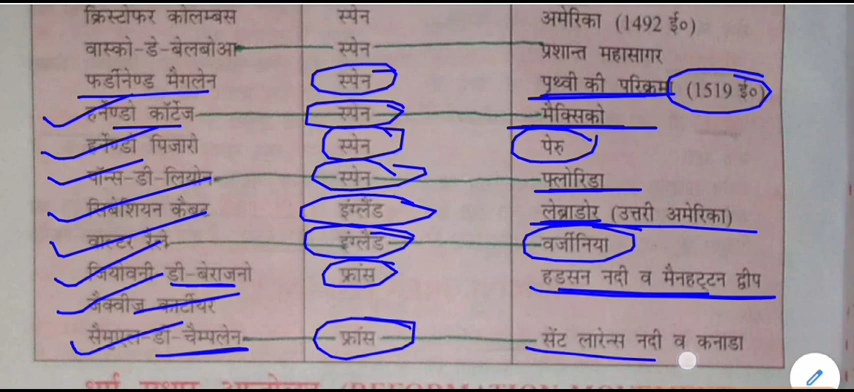 क्रिस्टोफर कोलम्बस स्पेन अमेरिका (1492 ई०)
वास्को-डे-बेलबोआ स्पेन प्रशान्त महासागर
फर्डीनेण्ड मैगलेन स्पेन पृथ्वी की परिक्रमा (1519 ई०)
हर्नेण्डो कॉर्टेज स्पेन मैक्सिको
हर्नेण्डो पिजारो स्पेन पेरु
पॉन्स-डी-लियोन स्पेन फ्लोरिडा
सिबेशियन कैबट इंग्लैंड लेब्राडोर (उत्तरी अमेरिका)
वाल्टर रेले इंग्लैंड वर्जीनिया
जियोवनी डी-बेराजनो फ्रांस हडसन नदी व मैनहट्टन द्वीप
जैक्वीज़ कार्टीयर
सैमुएल-डी-चैम्पलेन फ्रांस सेंट लारेन्स नदी व कनाडा